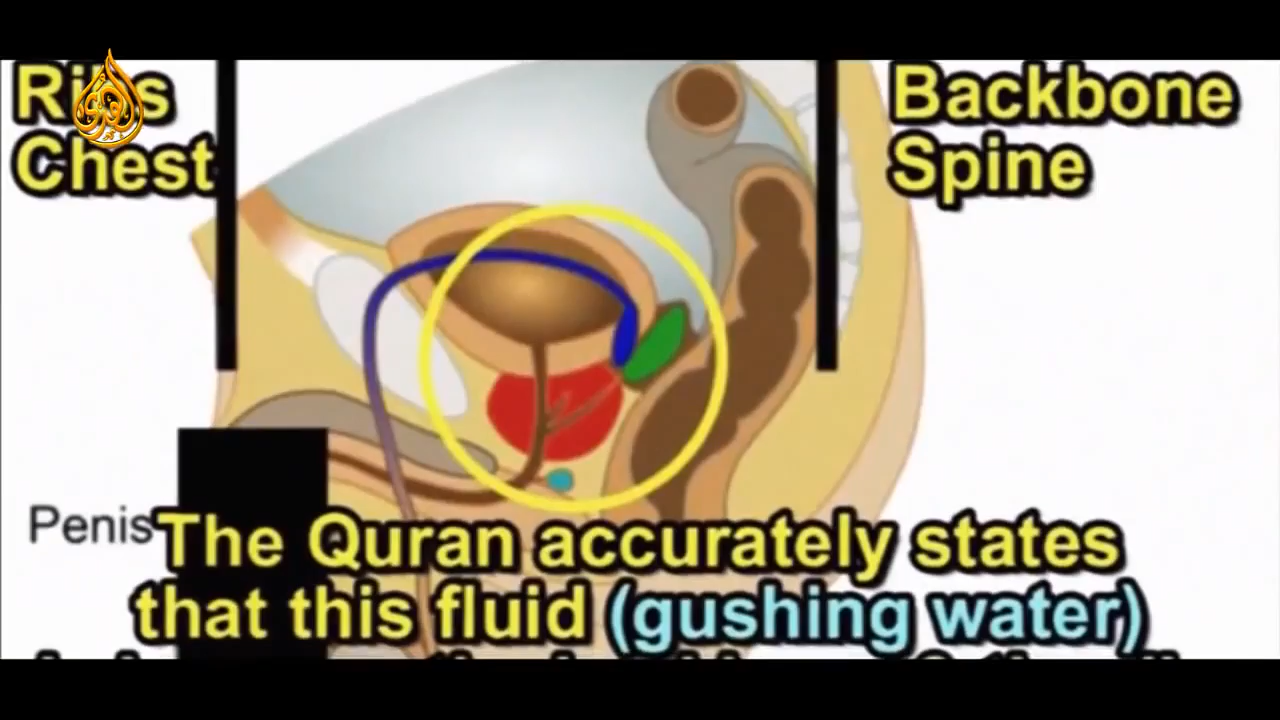 Ribs
Chest
Backbone
Spine
Penis
The Quran accurately states
that this fluid (gushing water)